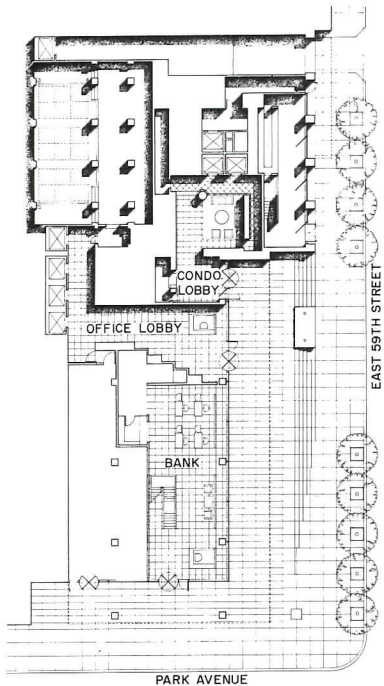 CONDO
LOBBY
OFFICE LOBBY
EAST 59TH STREET
BANK
PARK AVENUE